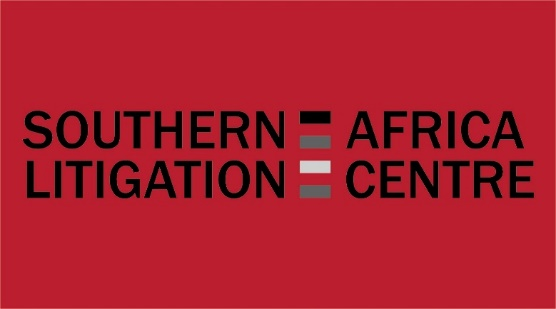 SOUTHERN AFRICA
LITIGATION CENTRE